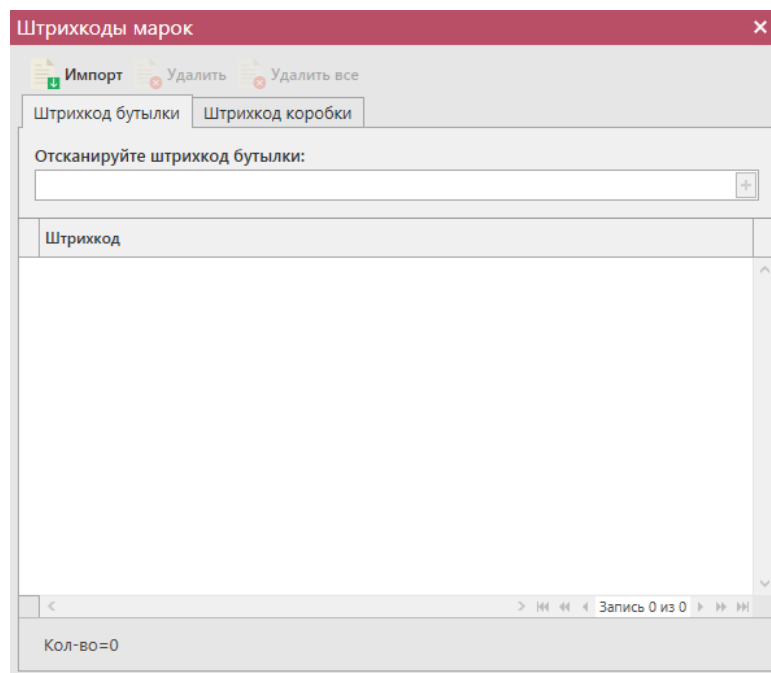 Штрихкоды марок
Импорт Удалить Удалить все
Штрихкод бутылки Штрихкод коробки
Отсканируйте штрихкод бутылки:
Штрихкод
Запись 0 из 0
Кол-во=0